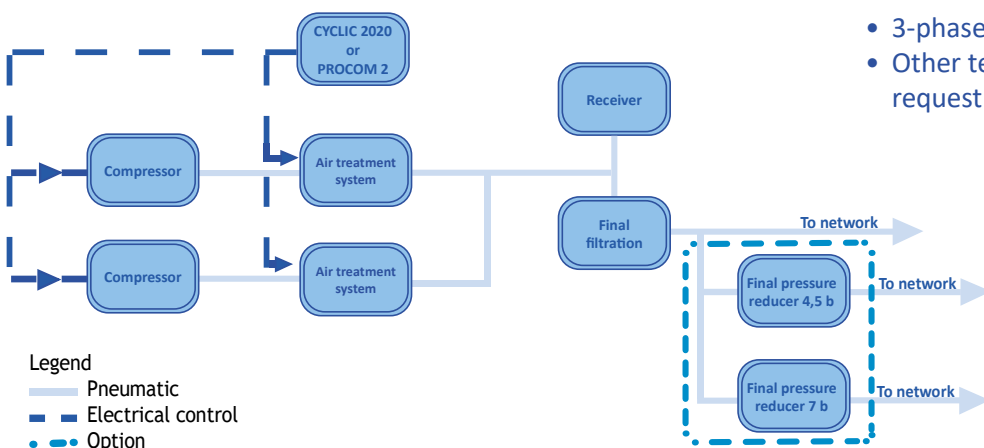 CYCLIC 2020
or
PROCOM 2
• 3-phase
• Other te
request
Receiver
Compressor
Air treatment
system
Final
filtration
To network
Compressor
Air treatment
system
Final pressure
reducer 4,5 b
To network
Final pressure
reducer 7 b
To network
Legend
Pneumatic
Electrical control
Option